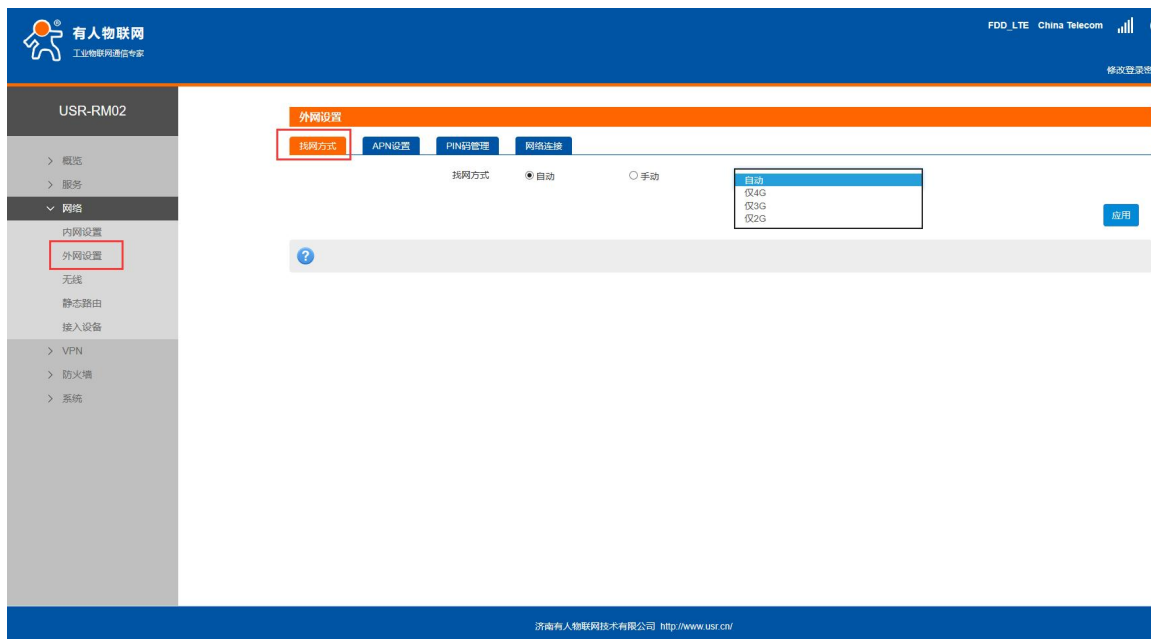 有人物联网
工业物联网通信专家
FDD_LTE China Telecom
修改登录密
USR-RM02
概览
服务
网络
内网设置
外网设置
无线
静态路由
接入设备
VPN
防火墙
系统
外网设置
找网方式 APN设置 PIN码管理 网络连接
找网方式 自动 手动
自动
仅4G
仅3G
仅2G
应用
济南有人物联网技术有限公司 http://www.usr.cn/